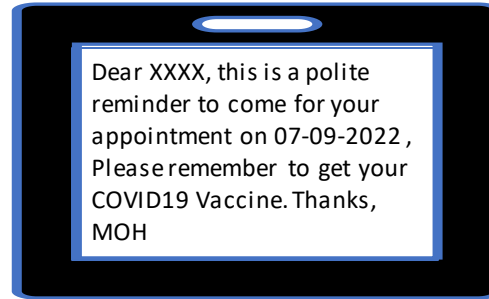 Dear XXXX, this is a polite
reminder to come for your
appointment on 07-09-2022 ,
Please remember to get your
COVID19 Vaccine. Thanks,
MOH